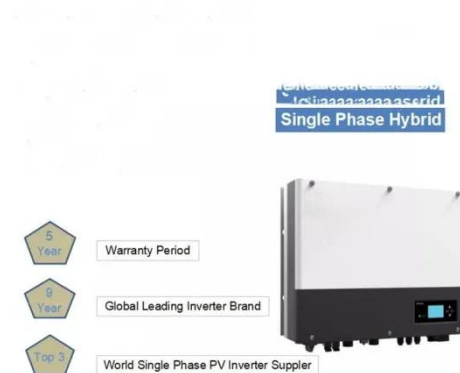 Single Phase Hybrid
5
Year
Warranty Period
9
Year
Global Leading Inverter Brand
Top 3
World Single Phase PV Inverter Suppler